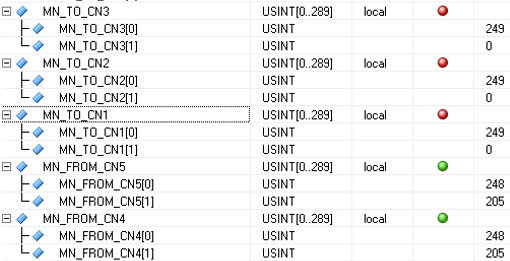 MN_TO_CN3 USINT[0..289] local
MN_TO_CN3[0] USINT 249
MN_TO_CN3[1] USINT 0
MN_TO_CN2 USINT[0..289] local
MN_TO_CN2[0] USINT 249
MN_TO_CN2[1] USINT 0
MN_TO_CN1 USINT[0..289] local
MN_TO_CN1[0] USINT 249
MN_TO_CN1[1] USINT 0
MN_FROM_CN5 USINT[0..289] local
MN_FROM_CN5[0] USINT 248
MN_FROM_CN5[1] USINT 205
MN_FROM_CN4 USINT[0..289] local
MN_FROM_CN4[0] USINT 248
MN_FROM_CN4[1] USINT 205